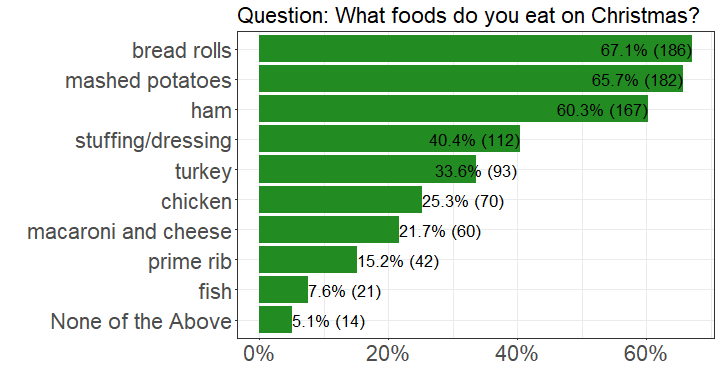 Question: What foods do you eat on Christmas?
bread rolls 67.1% (186)
mashed potatoes 65.7% (182)
ham 60.3% (167)
stuffing/dressing 40.4% (112)
turkey 33.6% (93)
chicken 25.3% (70)
macaroni and cheese 21.7% (60)
prime rib 15.2% (42)
fish 7.6% (21)
None of the Above 5.1% (14)
0% 20% 40% 60%